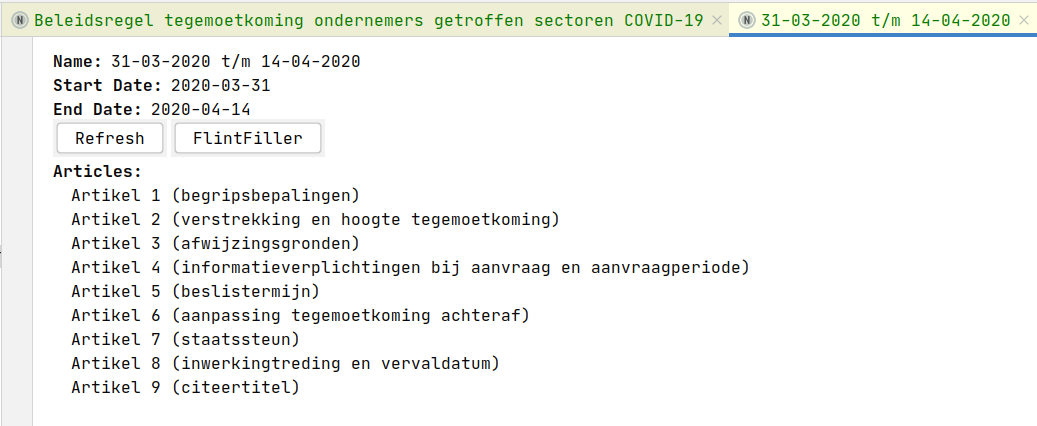 Beleidsregel tegemoetkoming ondernemers getroffen sectoren COVID-19 31-03-2020 t/m 14-04-2020
Name: 31-03-2020 t/m 14-04-2020
Start Date: 2020-03-31
End Date: 2020-04-14
Refresh FlintFiller
Articles:
Artikel 1 (begripsbepalingen)
Artikel 2 (verstrekking en hoogte tegemoetkoming)
Artikel 3 (afwijzingsgronden)
Artikel 4 (informatieverplichtingen bij aanvraag en aanvraagperiode)
Artikel 5 (beslistermijn)
Artikel 6 (aanpassing tegemoetkoming achteraf)
Artikel 7 (staatssteun)
Artikel 8 (inwerkingtreding en vervaldatum)
Artikel 9 (citeertitel)